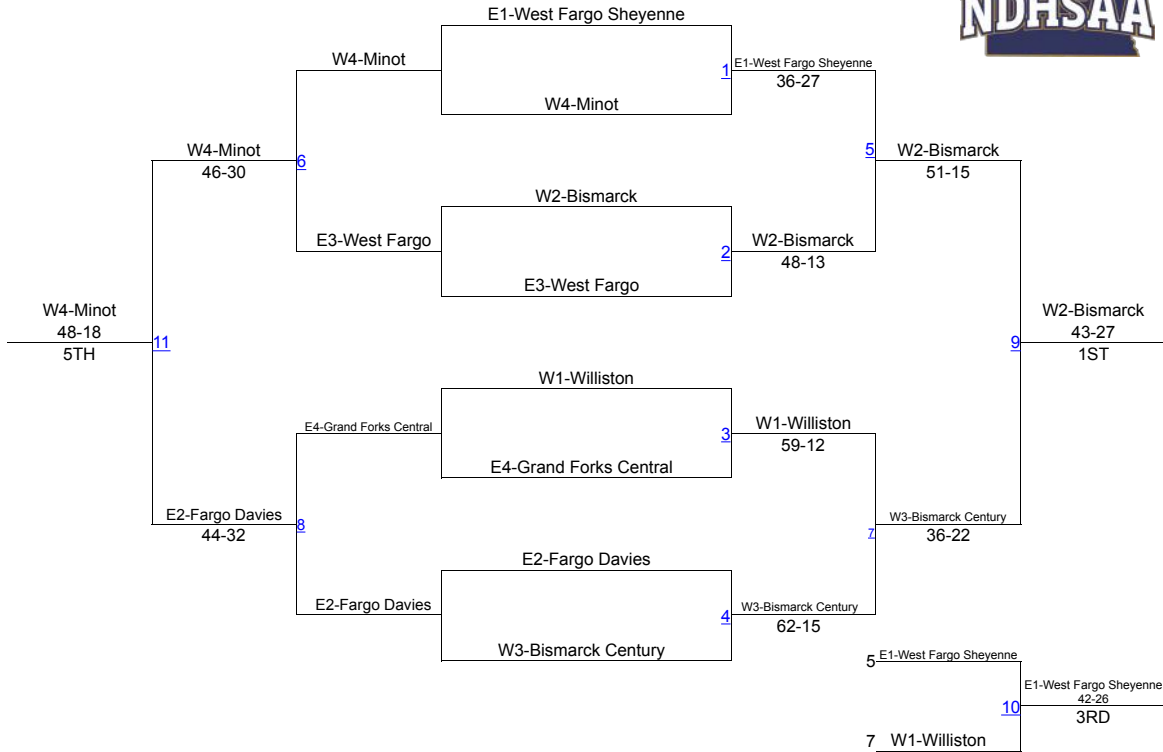 NDHSAA
E1-West Fargo Sheyenne
W4-Minot
1
E1-West Fargo Sheyenne
36-27
W4-Minot
W4-Minot
46-30
6
5
W2-Bismarck
51-15
W2-Bismarck
E3-West Fargo
2
W2-Bismarck
48-13
E3-West Fargo
W4-Minot
48-18
5TH
11
9
W2-Bismarck
43-27
1ST
W1-Williston
E4-Grand Forks Central
3
W1-Williston
59-12
E4-Grand Forks Central
E2-Fargo Davies
44-32
8
7
W3-Bismarck Century
36-22
E2-Fargo Davies
E2-Fargo Davies
4
W3-Bismarck Century
62-15
W3-Bismarck Century
5
E1-West Fargo Sheyenne
10
E1-West Fargo Sheyenne
42-26
3RD
7
W1-Williston